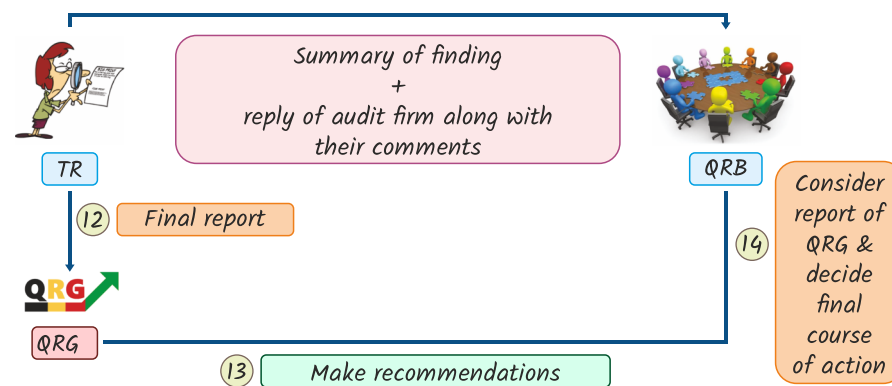 Summary of finding
+
reply of audit firm along with
their comments
TR
QRB
12
Final report
14
Consider
report of
QRG &
decide
final
course
of action
QRG
QRG
13
Make recommendations